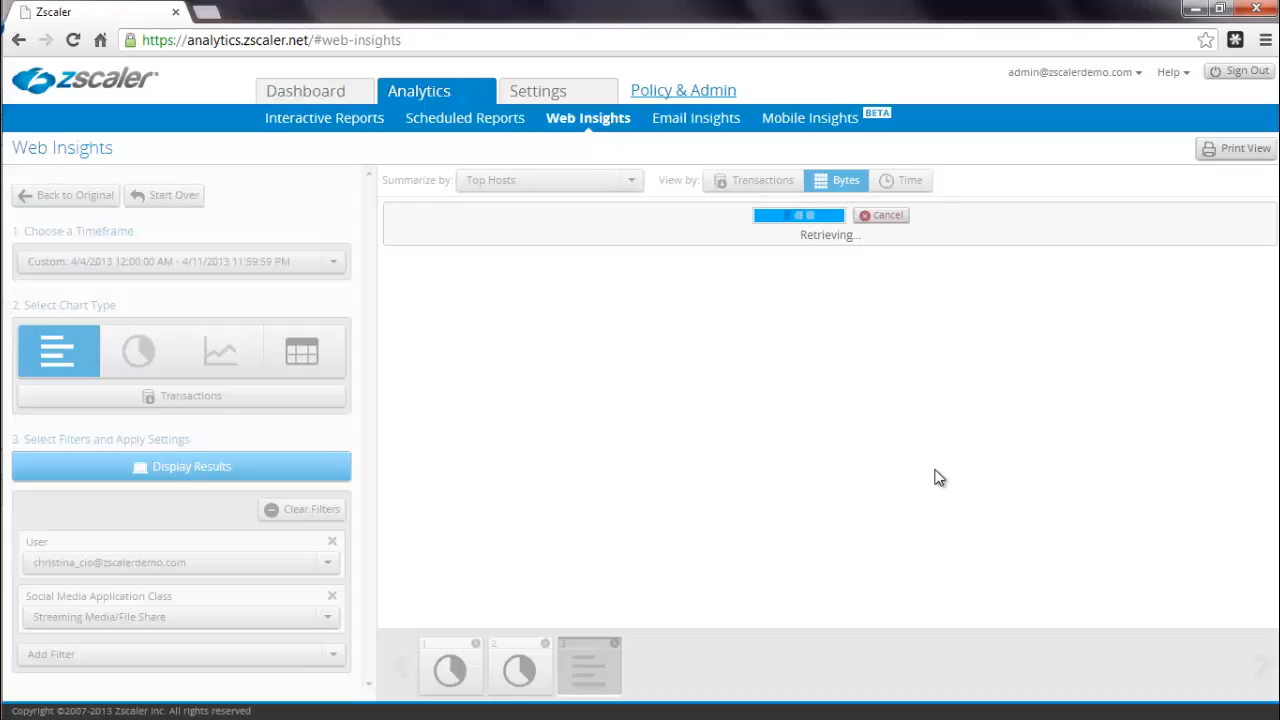 Zscaler
https://analytics.zscaler.net/#web-insights
zscaler
Dashboard
Analytics
Settings
Policy & Admin
admin@zscalerdemo.com
Help
Sign Out
Interactive Reports
Scheduled Reports
Web Insights
Email Insights
Mobile Insights
BETA
Web Insights
Print View
Back to Original
Start Over
Summarize by:
Top Hosts
View by:
Transactions
Bytes
Time
Cancel
Retrieving...
1. Choose a Timeframe
Custom: 4/4/2013 12:00:00 AM - 4/11/2013 11:59:59 PM
2. Select Chart Type
Transactions
3. Select Filters and Apply Settings
Display Results
Clear Filters
User
christina_cio@zscalerdemo.com
Social Media Application Class
Streaming Media/File Share
Add Filter
1
2
3
Copyright ©2007-2013 Zscaler Inc. All rights reserved